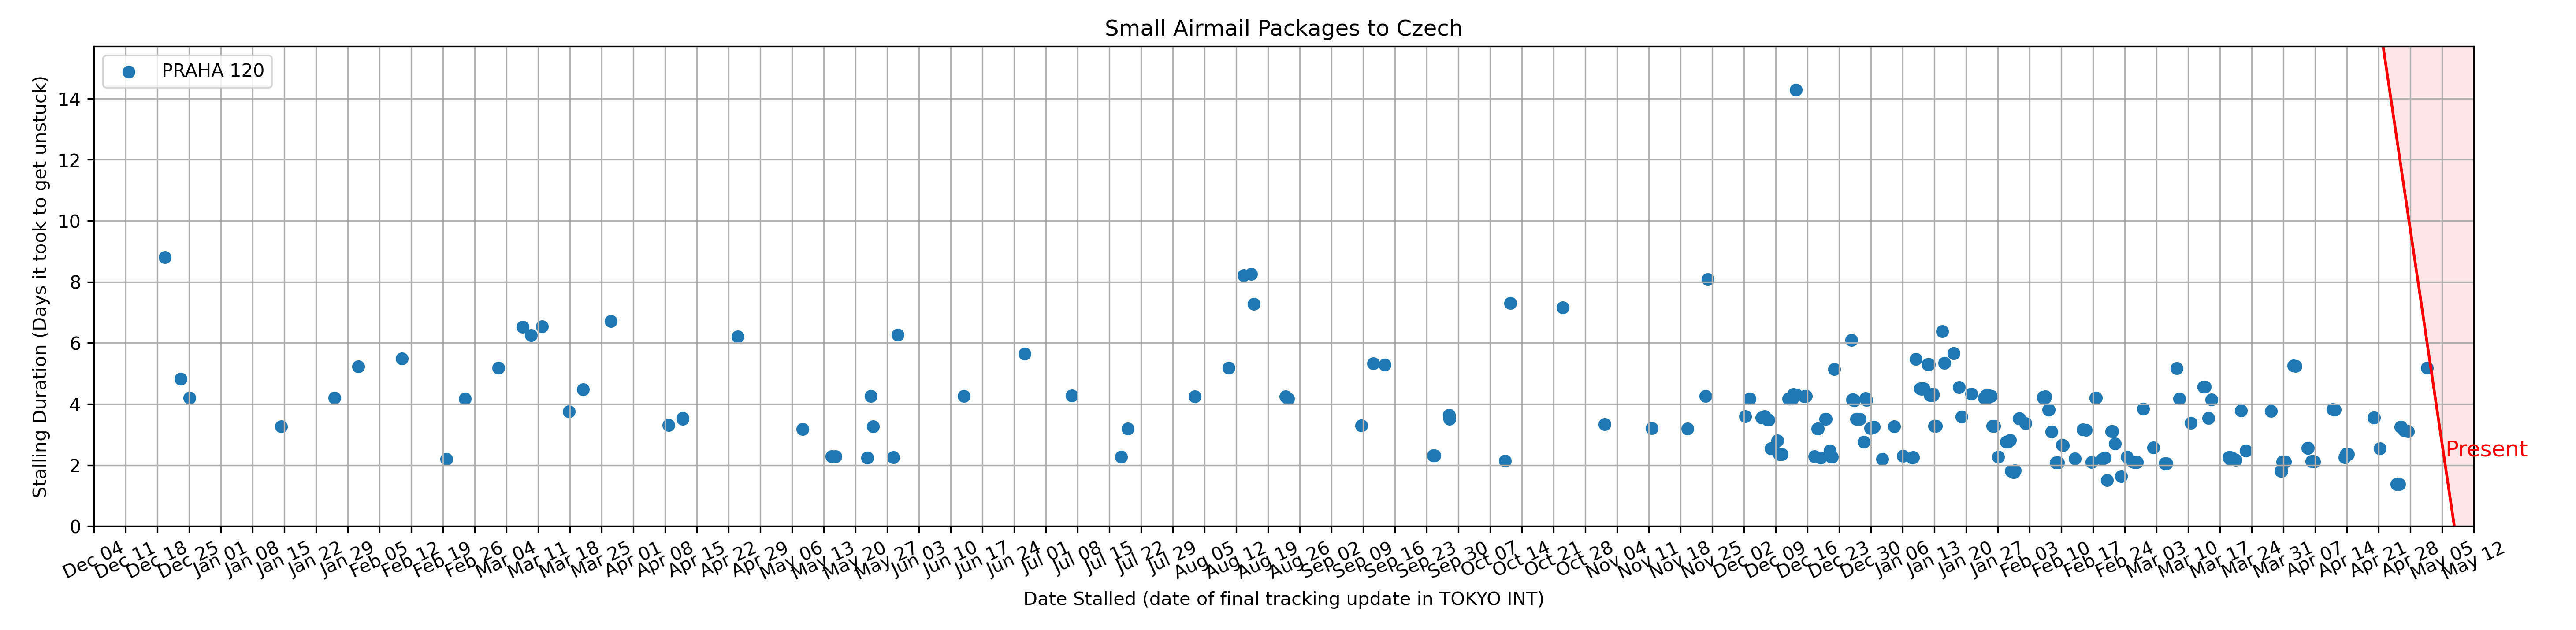 Small Airmail Packages to Czech
PRAHA 120
Stalling Duration (Days it took to get unstuck)
14
12
10
8
6
4
2
0
Present
Dec 04 Dec 11 Dec 18 Dec 25 Jan 01 Jan 08 Jan 15 Jan 22 Jan 29 Feb 05 Feb 12 Feb 19 Feb 26 Mar 04 Mar 11 Mar 18 Mar 25 Apr 01 Apr 08 Apr 15 Apr 22 Apr 29 May 06 May 13 May 20 May 27 Jun 03 Jun 10 Jun 17 Jun 24 Jul 01 Jul 08 Jul 15 Jul 22 Jul 29 Aug 05 Aug 12 Aug 19 Aug 26 Sep 02 Sep 09 Sep 16 Sep 23 Sep 30 Oct 07 Oct 14 Oct 21 Oct 28 Nov 04 Nov 11 Nov 18 Nov 25 Dec 02 Dec 09 Dec 16 Dec 23 Dec 30 Jan 06 Jan 13 Jan 20 Jan 27 Feb 03 Feb 10 Feb 17 Feb 24 Mar 03 Mar 10 Mar 17 Mar 24 Mar 31 Apr 07 Apr 14 Apr 21 Apr 28 May 05 May 12
Date Stalled (date of final tracking update in TOKYO INT)